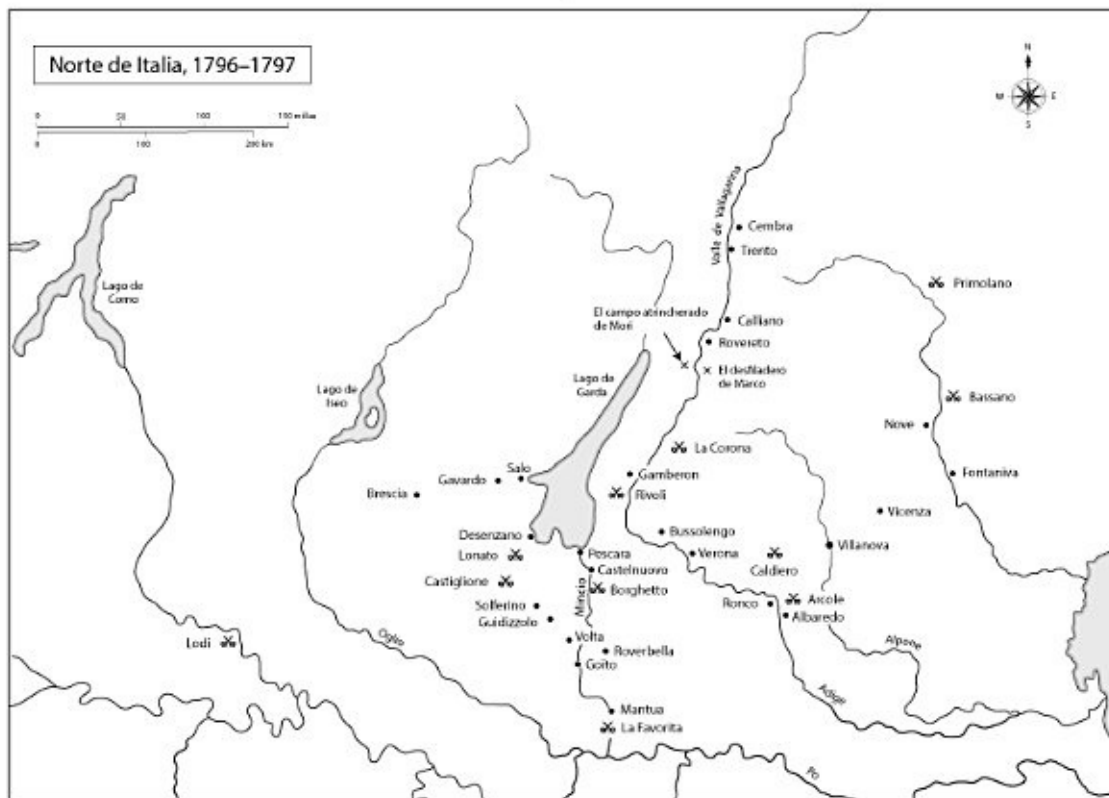 Norte de Italia, 1796–1797
0 50 100 150 millas
0 100 200 km
N
W E
S
Valle de Vallagarina
Cembra
Trento
Primolano
Lago de
Como
El campo atrincherado
de Mori
Calliano
Rovereto
El desfiladero
de Marco
Lago de
Iseo
Lago de
Garda
Bassano
Nove
La Corona
Salo
Gavardo
Gamberon
Fontaniva
Brescia
Rivoli
Vicenza
Desenzano
Bussolengo
Villanova
Lonato
Pescara
Verona
Caldiero
Castelnuovo
Castiglione
Mincio
Borghetto
Solferino
Ronco
Arcole
Guidizzolo
Albaredo
Lodi
Oglio
Volta
Roverbella
Alpone
Goito
Adige
Mantua
La Favorita
Po